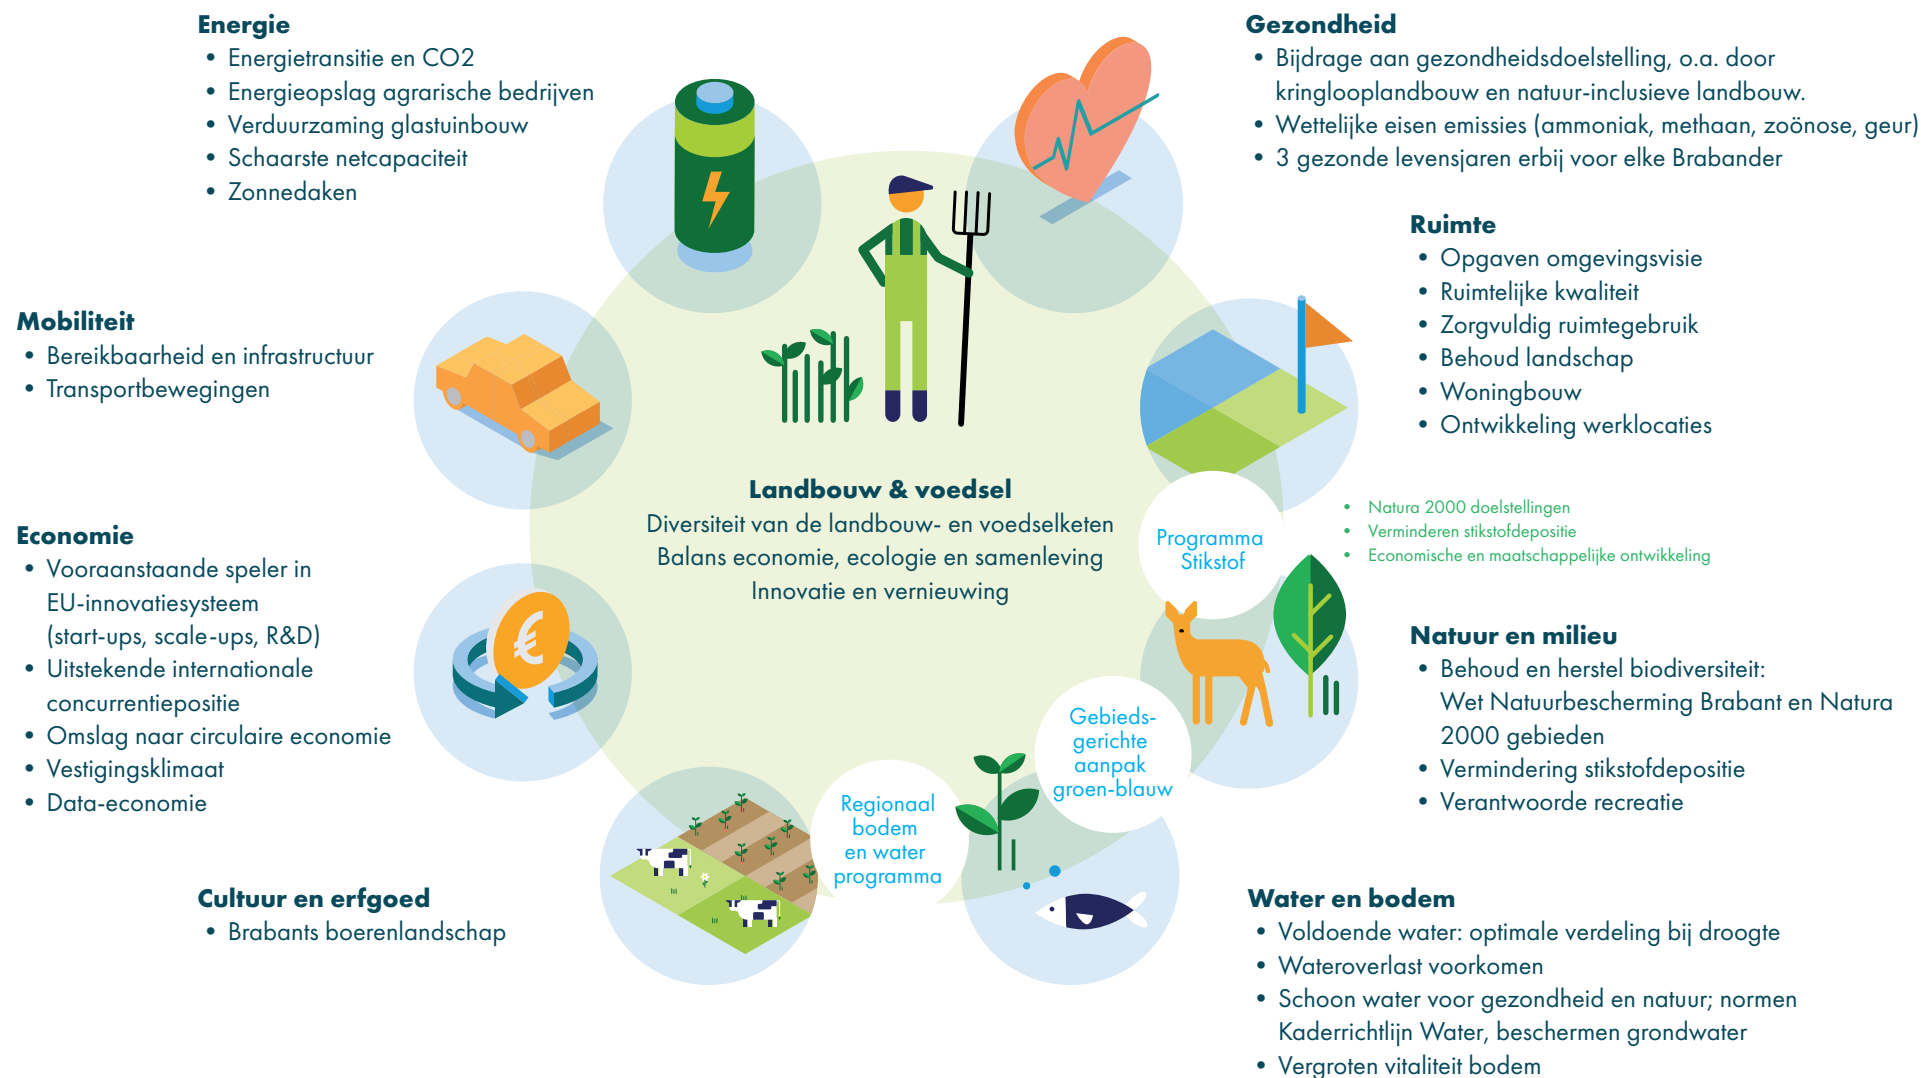 Energie
• Energietransitie en CO2
• Energieopslag agrarische bedrijven
• Verduurzaming glastuinbouw
• Schaarste netcapaciteit
• Zonnedaken
Gezondheid
• Bijdrage aan gezondheidsdoelstelling, o.a. door
kringlooplandbouw en natuur-inclusieve landbouw.
• Wettelijke eisen emissies (ammoniak, methaan, zoönose, geur)
• 3 gezonde levensjaren erbij voor elke Brabander
Ruimte
• Opgaven omgevingsvisie
• Ruimtelijke kwaliteit
• Zorgvuldig ruimtegebruik
• Behoud landschap
• Woningbouw
• Ontwikkeling werklocaties
Mobiliteit
• Bereikbaarheid en infrastructuur
• Transportbewegingen
Landbouw & voedsel
Diversiteit van de landbouw- en voedselketen
Balans economie, ecologie en samenleving
Innovatie en vernieuwing
Programma
Stikstof
• Natura 2000 doelstellingen
• Verminderen stikstofdepositie
• Economische en maatschappelijke ontwikkeling
Economie
• Vooraanstaande speler in
EU-innovatiesysteem
(start-ups, scale-ups, R&D)
• Uitstekende internationale
concurrentiepositie
• Omslag naar circulaire economie
• Vestigingsklimaat
• Data-economie
€
Natuur en milieu
• Behoud en herstel biodiversiteit:
Wet Natuurbescherming Brabant en Natura
2000 gebieden
• Vermindering stikstofdepositie
• Verantwoorde recreatie
Gebieds-
gerichte
aanpak
groen-blauw
Regionaal
bodem
en water
programma
Cultuur en erfgoed
• Brabants boerenlandschap
Water en bodem
• Voldoende water: optimale verdeling bij droogte
• Wateroverlast voorkomen
• Schoon water voor gezondheid en natuur; normen
Kaderrichtlijn Water, beschermen grondwater
• Vergroten vitaliteit bodem